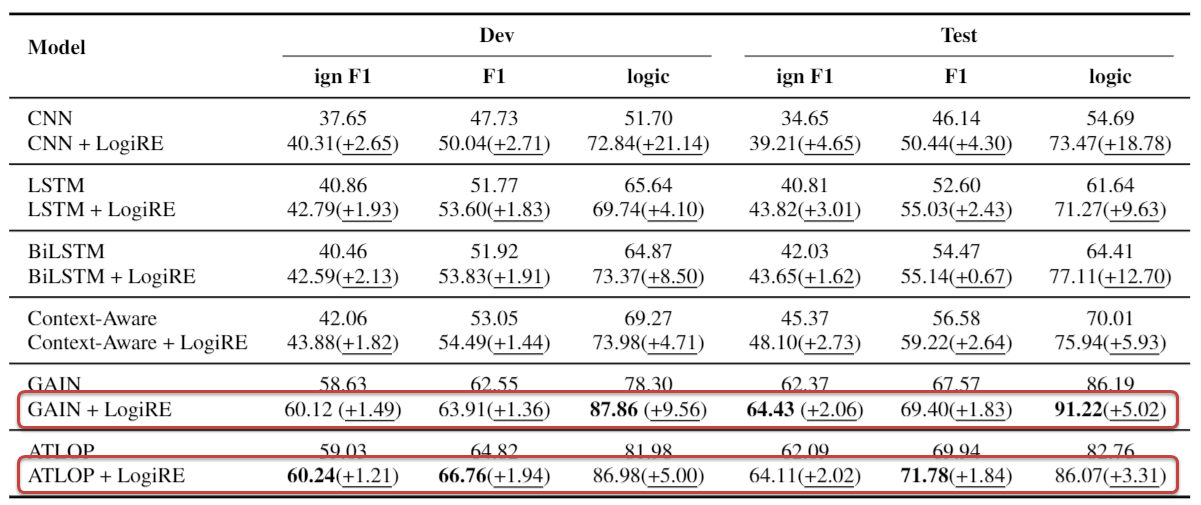 Model Dev Test
ign F1 F1 logic ign F1 F1 logic
CNN 37.65 47.73 51.70 34.65 46.14 54.69
CNN + LogiRE 40.31(+2.65) 50.04(+2.71) 72.84(+21.14) 39.21(+4.65) 50.44(+4.30) 73.47(+18.78)
LSTM 40.86 51.77 65.64 40.81 52.60 61.64
LSTM + LogiRE 42.79(+1.93) 53.60(+1.83) 69.74(+4.10) 43.82(+3.01) 55.03(+2.43) 71.27(+9.63)
BiLSTM 40.46 51.92 64.87 42.03 54.47 64.41
BiLSTM + LogiRE 42.59(+2.13) 53.83(+1.91) 73.37(+8.50) 43.65(+1.62) 55.14(+0.67) 77.11(+12.70)
Context-Aware 42.06 53.05 69.27 45.37 56.58 70.01
Context-Aware + LogiRE 43.88(+1.82) 54.49(+1.44) 73.98(+4.71) 48.10(+2.73) 59.22(+2.64) 75.94(+5.93)
GAIN 58.63 62.55 78.30 62.37 67.57 86.19
GAIN + LogiRE 60.12 (+1.49) 63.91(+1.36) 87.86 (+9.56) 64.43 (+2.06) 69.40(+1.83) 91.22(+5.02)
ATLOP 59.03 64.82 81.98 62.09 69.94 82.76
ATLOP + LogiRE 60.24(+1.21) 66.76(+1.94) 86.98(+5.00) 64.11(+2.02) 71.78(+1.84) 86.07(+3.31)